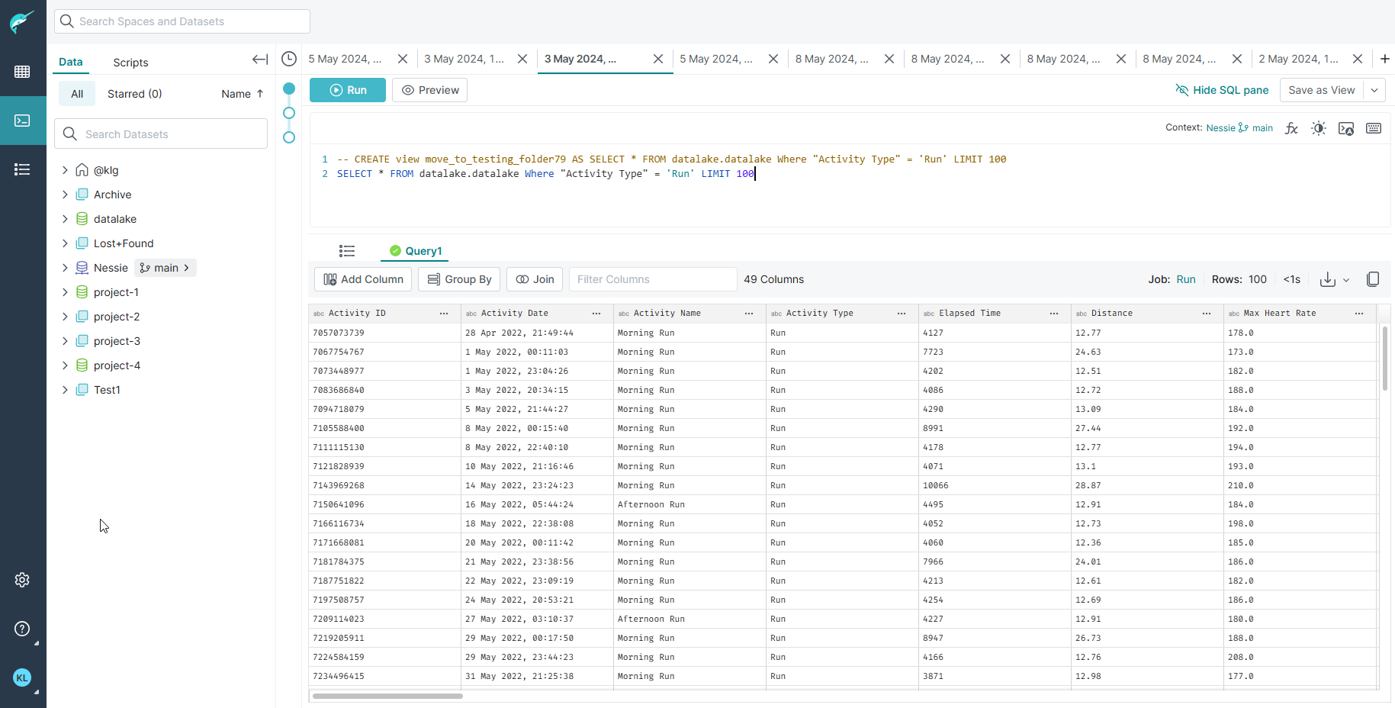 Search Spaces and Datasets
Data
Scripts
5 May 2024, ...
3 May 2024, 1...
3 May 2024, ...
5 May 2024, ...
8 May 2024, ...
8 May 2024, ...
8 May 2024, ...
8 May 2024, ...
2 May 2024, 1...
All
Starred (0)
Name
Run
Preview
Hide SQL pane
Save as View
Search Datasets
Context: Nessie main
fx
1 -- CREATE view move_to_testing_folder79 AS SELECT * FROM datalake.datalake Where "Activity Type" = 'Run' LIMIT 100
2 SELECT * FROM datalake.datalake Where "Activity Type" = 'Run' LIMIT 100
@klg
Archive
datalake
Lost+Found
Nessie main
project-1
project-2
project-3
project-4
Test1
KL
Query1
Add Column
Group By
Join
Filter Columns
49 Columns
Job: Run
Rows: 100
<1s
abc Activity ID ... abc Activity Date ... abc Activity Name ... abc Activity Type ... abc Elapsed Time ... abc Distance ... abc Max Heart Rate ...
7057073739 28 Apr 2022, 21:49:44 Morning Run Run 4127 12.77 178.0
7067754767 1 May 2022, 00:11:03 Morning Run Run 7723 24.63 173.0
7073448977 1 May 2022, 23:04:26 Morning Run Run 4202 12.51 182.0
7083686840 3 May 2022, 20:34:15 Morning Run Run 4086 12.72 188.0
7094718079 5 May 2022, 21:44:27 Morning Run Run 4290 13.09 184.0
7105588400 8 May 2022, 00:15:40 Morning Run Run 8991 27.44 192.0
7111115130 8 May 2022, 22:40:10 Morning Run Run 4178 12.77 194.0
7121828939 10 May 2022, 21:16:46 Morning Run Run 4071 13.1 193.0
7143969268 14 May 2022, 23:24:23 Morning Run Run 10066 28.87 210.0
7150641096 16 May 2022, 05:44:24 Afternoon Run Run 4495 12.91 184.0
7166116734 18 May 2022, 22:38:08 Morning Run Run 4052 12.73 198.0
7171668081 20 May 2022, 00:11:42 Morning Run Run 4060 12.36 185.0
7181784375 21 May 2022, 23:38:56 Morning Run Run 7966 24.01 186.0
7187751822 22 May 2022, 23:09:19 Morning Run Run 4213 12.61 182.0
7197508757 24 May 2022, 20:53:21 Morning Run Run 4254 12.69 186.0
7209114023 27 May 2022, 03:10:37 Afternoon Run Run 4227 12.91 180.0
7219205911 29 May 2022, 00:17:50 Morning Run Run 8947 26.73 188.0
7224584159 29 May 2022, 23:44:23 Morning Run Run 4166 12.76 208.0
7234496415 31 May 2022, 21:25:38 Morning Run Run 3871 12.98 177.0